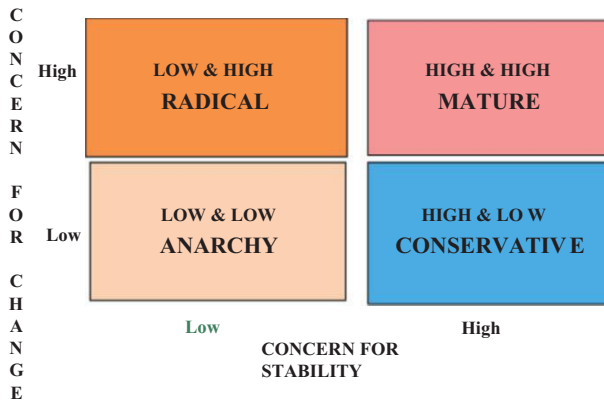 CONCERN FOR CHANGE
High
LOW & HIGH
RADICAL
HIGH & HIGH
MATURE
Low
LOW & LOW
ANARCHY
HIGH & LO W
CONSERVATIV E
Low
High
CONCERN FOR
STABILITY